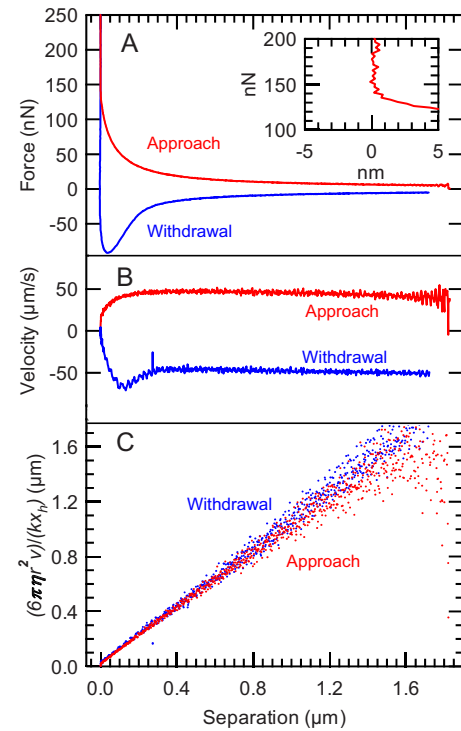 A
Force (nN)
250
200
150
100
50
0
-50
Approach
Withdrawal
nN
200
150
100
-5
0
5
nm
B
Velocity (µm/s)
50
0
-50
Approach
Withdrawal
C
(6πηr²v)/(kxₕ) (µm)
1.6
1.2
0.8
0.4
0.0
Withdrawal
Approach
0.0
0.4
0.8
1.2
1.6
Separation (µm)